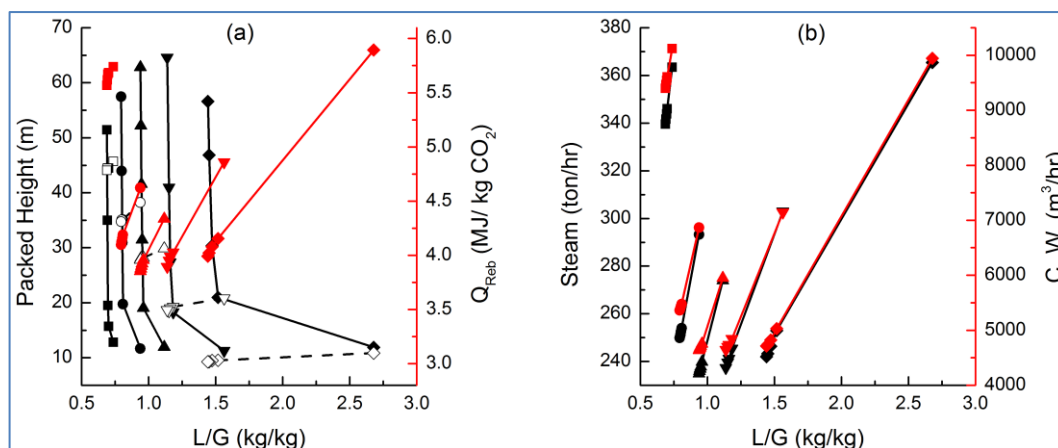 (a)
Packed Height (m)
70
60
50
40
30
20
10
6.0
5.5
5.0
4.5
4.0
3.5
3.0
Q_Reb (MJ/ kg CO₂)
0.5 1.0 1.5 2.0 2.5 3.0
L/G (kg/kg)
(b)
Steam (ton/hr)
380
360
340
320
300
280
260
240
10000
9000
8000
7000
6000
5000
4000
C. W. (m³/hr)
0.5 1.0 1.5 2.0 2.5 3.0
L/G (kg/kg)